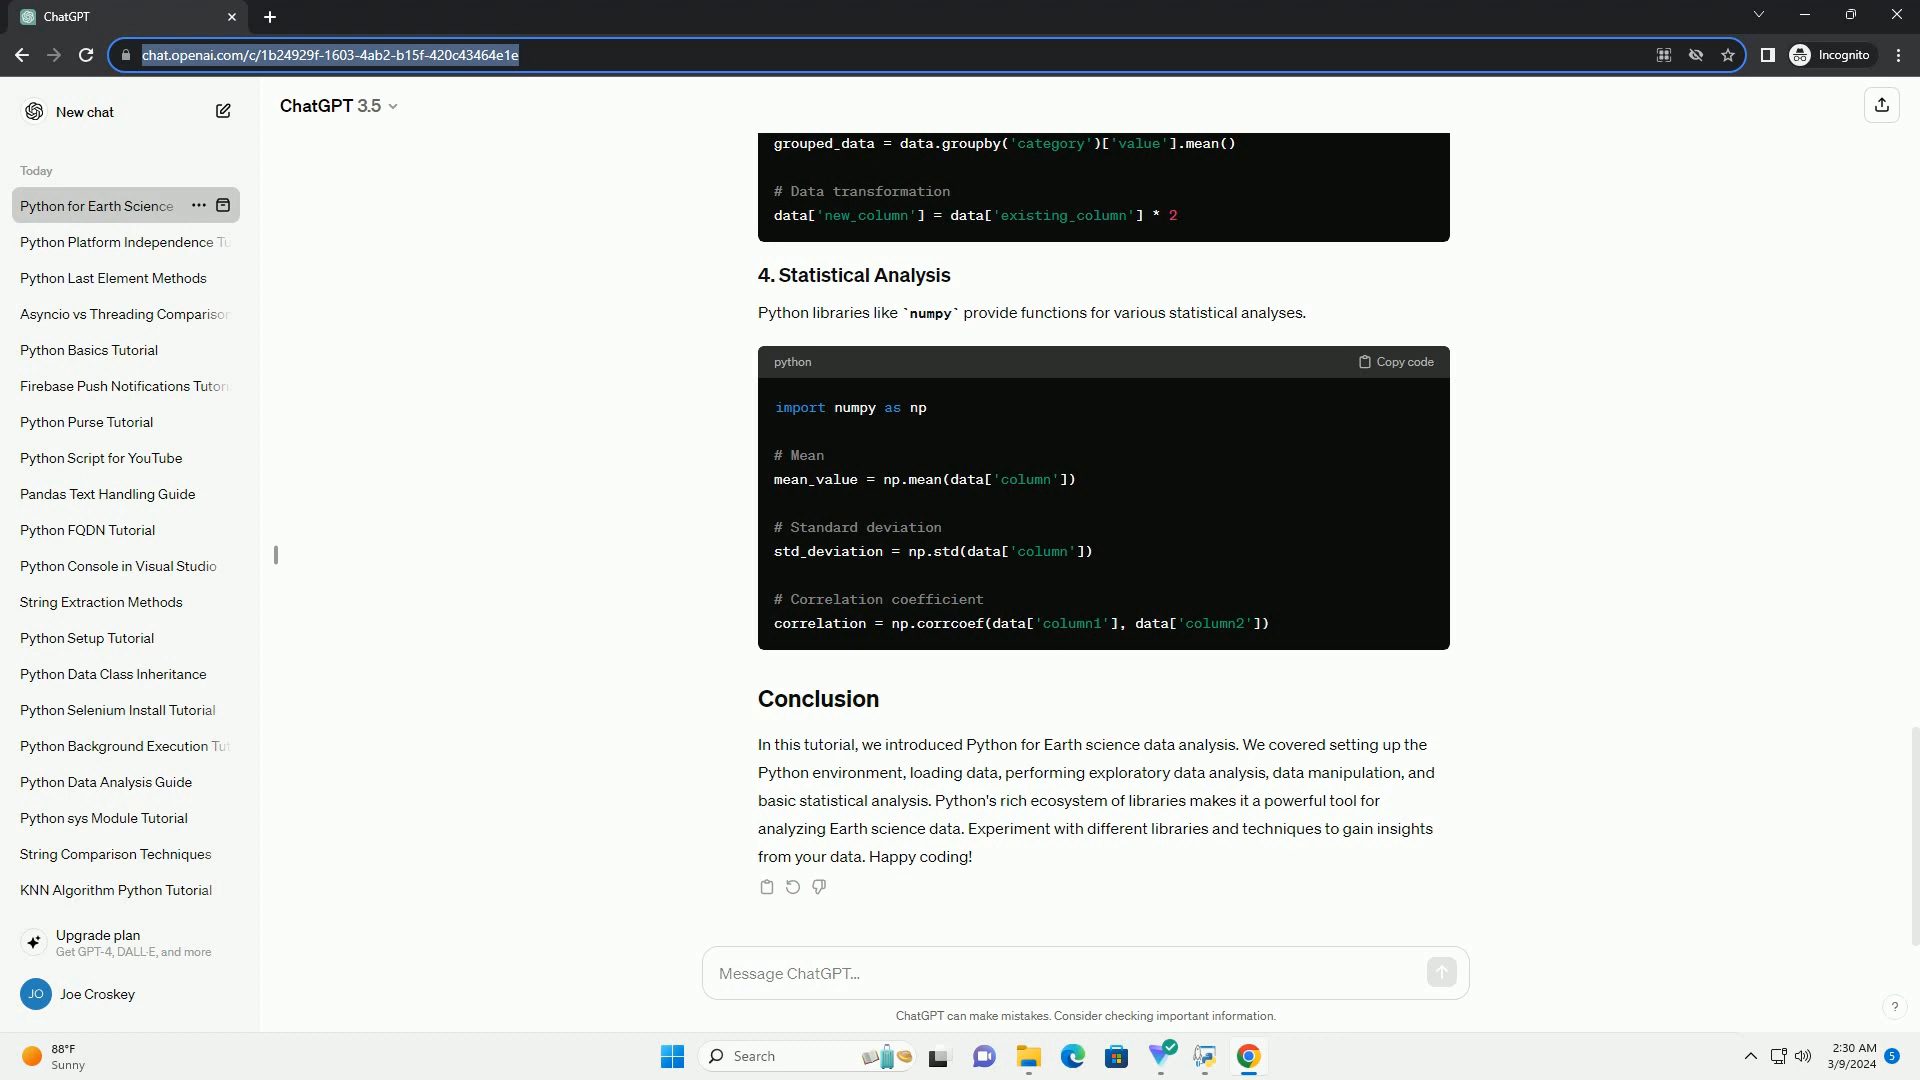 ChatGPT
chat.openai.com/c/1b24929f-1603-4ab2-b15f-420c43464e1e
Incognito
New chat
ChatGPT 3.5
Today
Python for Earth Science
Python Platform Independence Tu
Python Last Element Methods
Asyncio vs Threading Comparison
Python Basics Tutorial
Firebase Push Notifications Tutori
Python Purse Tutorial
Python Script for YouTube
Pandas Text Handling Guide
Python FQDN Tutorial
Python Console in Visual Studio
String Extraction Methods
Python Setup Tutorial
Python Data Class Inheritance
Python Selenium Install Tutorial
Python Background Execution Tut
Python Data Analysis Guide
Python sys Module Tutorial
String Comparison Techniques
KNN Algorithm Python Tutorial
Upgrade plan
Get GPT-4, DALL·E, and more
JO Joe Croskey
grouped_data = data.groupby('category')['value'].mean()
# Data transformation
data['new_column'] = data['existing_column'] * 2
4. Statistical Analysis
Python libraries like `numpy` provide functions for various statistical analyses.
python
Copy code
import numpy as np
# Mean
mean_value = np.mean(data['column'])
# Standard deviation
std_deviation = np.std(data['column'])
# Correlation coefficient
correlation = np.corrcoef(data['column1'], data['column2'])
Conclusion
In this tutorial, we introduced Python for Earth science data analysis. We covered setting up the
Python environment, loading data, performing exploratory data analysis, data manipulation, and
basic statistical analysis. Python's rich ecosystem of libraries makes it a powerful tool for
analyzing Earth science data. Experiment with different libraries and techniques to gain insights
from your data. Happy coding!
Message ChatGPT...
ChatGPT can make mistakes. Consider checking important information.
?
88°F
Sunny
Search
2:30 AM
3/9/2024
5